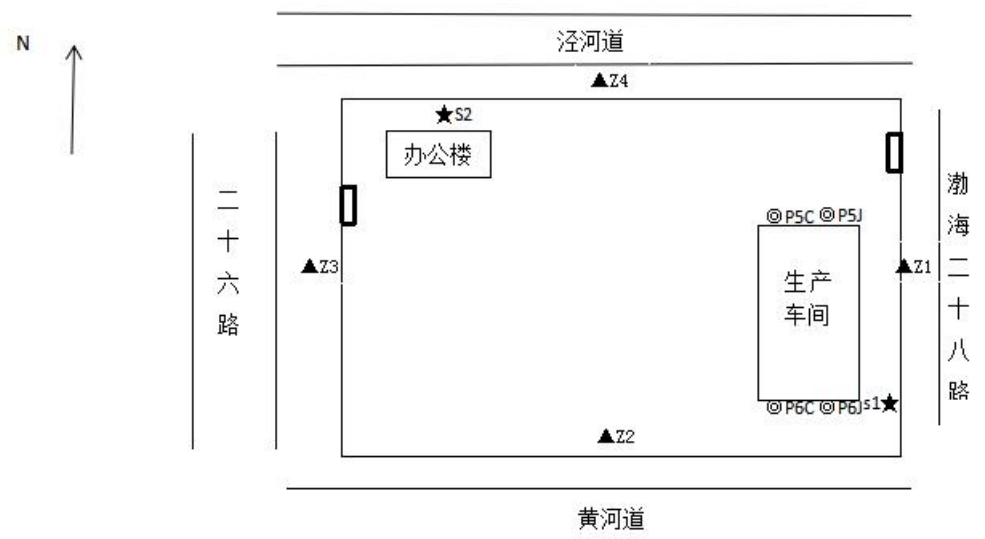 泾河道
N
▲Z4
★S2
办公楼
二十六路
渤海二十八路
◎P5C ◎P5J
▲Z3
▲Z1
生产
车间
◎P6C ◎P6J
s1★
▲Z2
黄河道